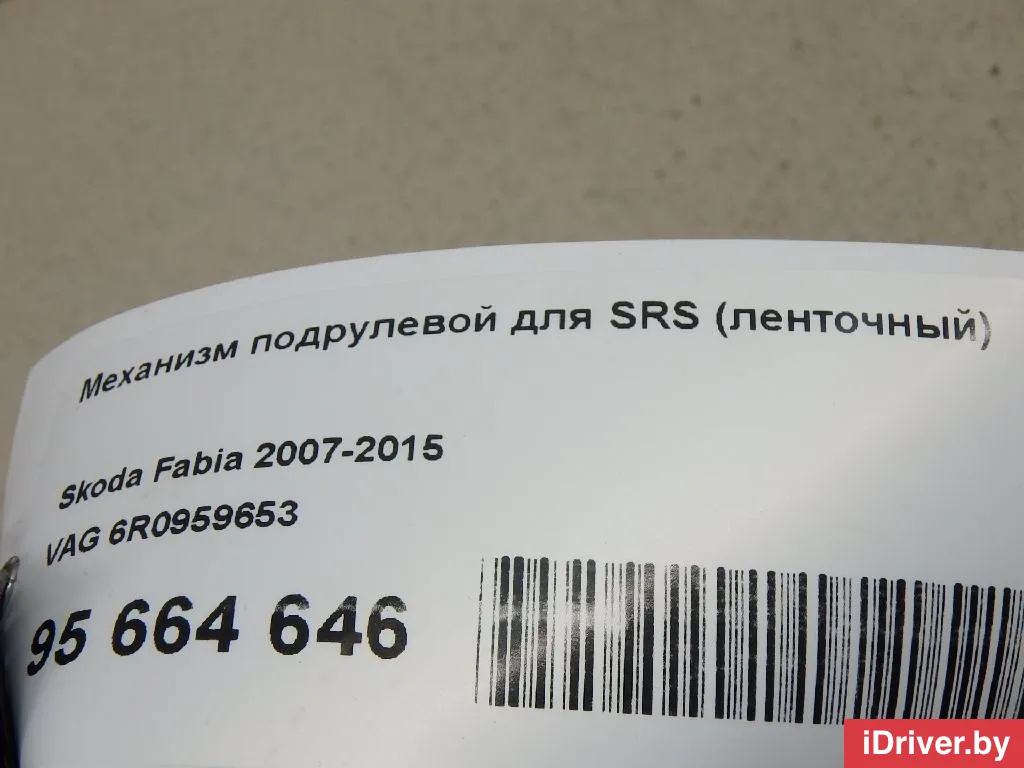 Механизм подрулевой для SRS (ленточный)
Skoda Fabia 2007-2015
VAG 6R0959653
95 664 646
iDriver.by